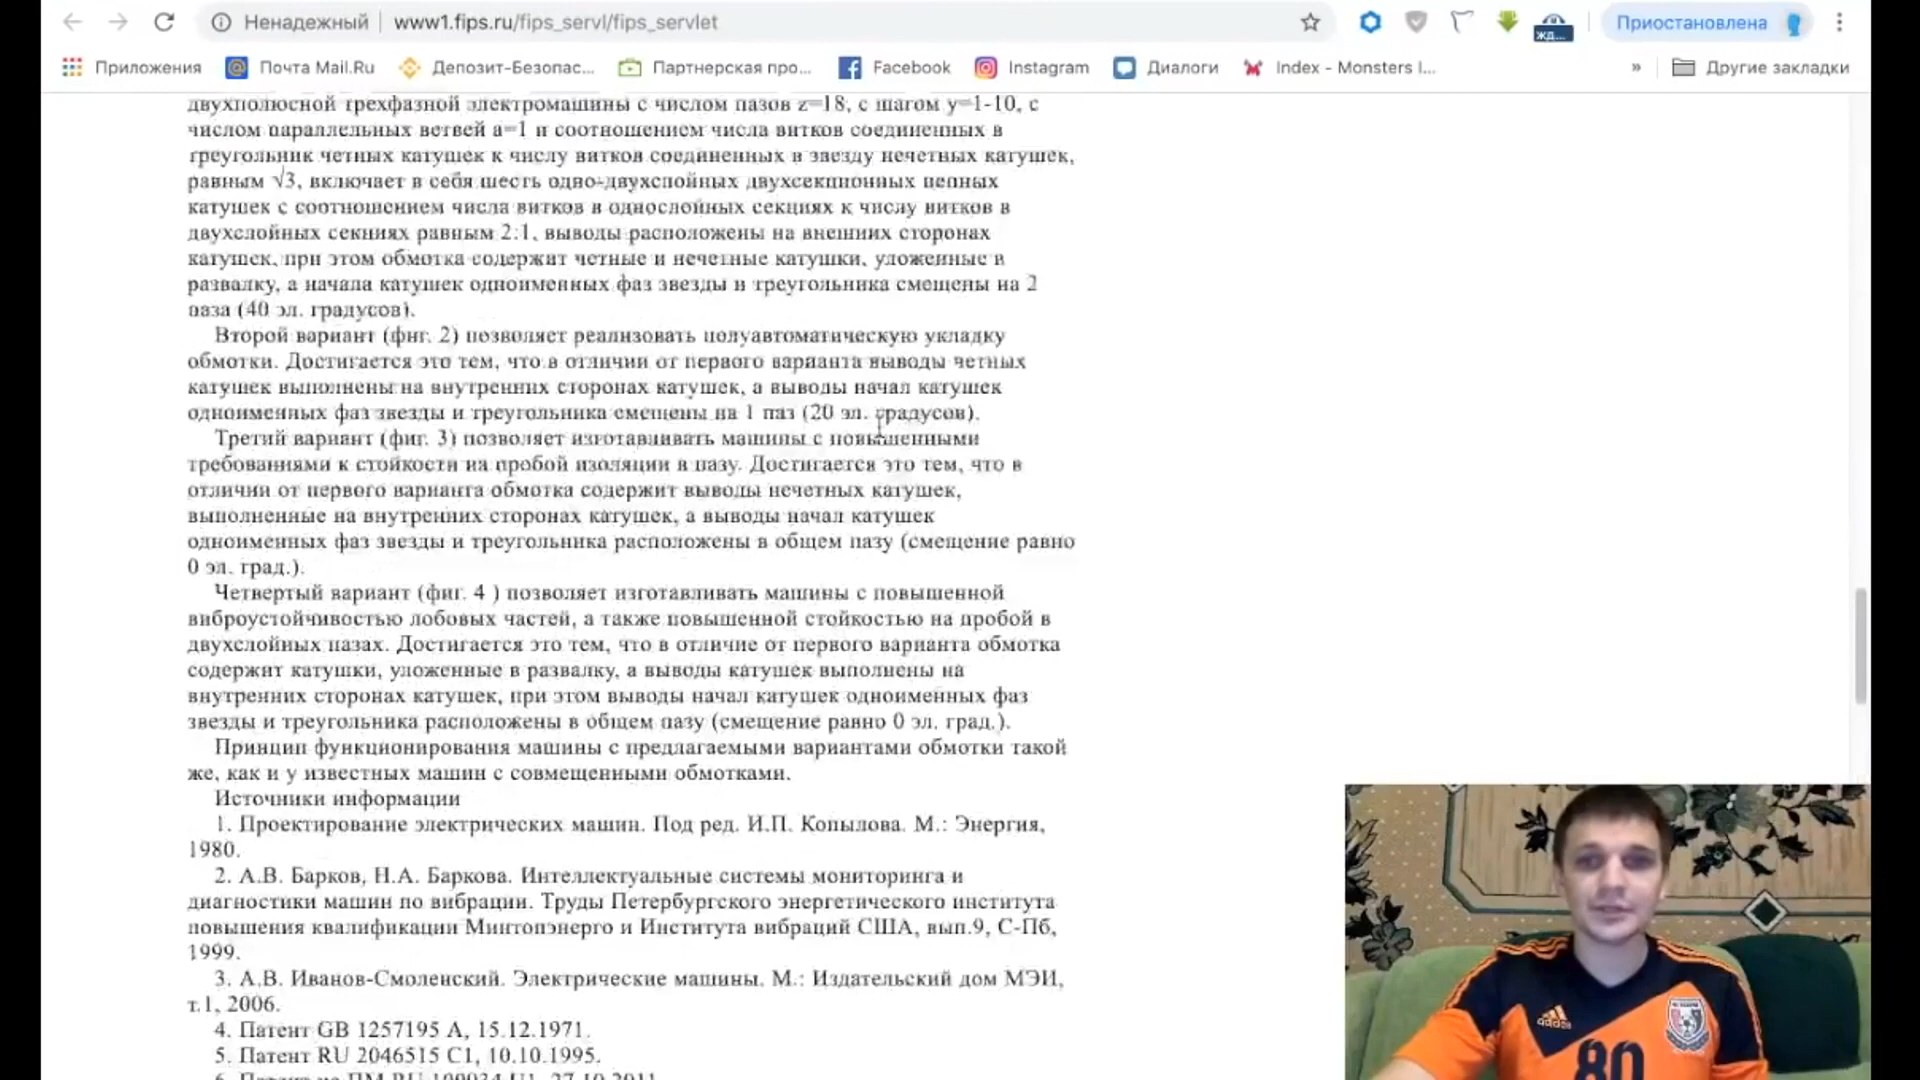 Ненадежный
www1.fips.ru/fips_servl/fips_servlet
жд...
Приостановлена
Приложения
Почта Mail.Ru
Депозит-Безопас...
Партнерская про...
Facebook
Instagram
Диалоги
Index - Monsters I...
»
Другие закладки
двухполюсной трехфазной электромашины с числом пазов z=18, с шагом y=1-10, с
числом параллельных ветвей a=1 и соотношением числа витков соединенных в
треугольник четных катушек к числу витков соединенных в звезду нечетных катушек,
равным √3, включает в себя шесть одно-двухслойных двухсекционных цепных
катушек с соотношением числа витков в однослойных секциях к числу витков в
двухслойных секциях равным 2:1, выводы расположены на внешних сторонах
катушек, при этом обмотка содержит четные и нечетные катушки, уложенные в
развалку, а начала катушек одноименных фаз звезды и треугольника смещены на 2
паза (40 эл. градусов).
Второй вариант (фиг. 2) позволяет реализовать полуавтоматическую укладку
обмотки. Достигается это тем, что в отличии от первого варианта выводы четных
катушек выполнены на внутренних сторонах катушек, а выводы начал катушек
одноименных фаз звезды и треугольника смещены на 1 паз (20 эл. градусов).
Третий вариант (фиг. 3) позволяет изготавливать машины с повышенными
требованиями к стойкости на пробой изоляции в пазу. Достигается это тем, что в
отличии от первого варианта обмотка содержит выводы нечетных катушек,
выполненные на внутренних сторонах катушек, а выводы начал катушек
одноименных фаз звезды и треугольника расположены в общем пазу (смещение равно
0 эл. град.).
Четвертый вариант (фиг. 4 ) позволяет изготавливать машины с повышенной
виброустойчивостью лобовых частей, а также повышенной стойкостью на пробой в
двухслойных пазах. Достигается это тем, что в отличие от первого варианта обмотка
содержит катушки, уложенные в развалку, а выводы катушек выполнены на
внутренних сторонах катушек, при этом выводы начал катушек одноименных фаз
звезды и треугольника расположены в общем пазу (смещение равно 0 эл. град.).
Принцип функционирования машины с предлагаемыми вариантами обмотки такой
же, как и у известных машин с совмещенными обмотками.
Источники информации
1. Проектирование электрических машин. Под ред. И.П. Копылова. М.: Энергия,
1980.
2. А.В. Барков, Н.А. Баркова. Интеллектуальные системы мониторинга и
диагностики машин по вибрации. Труды Петербургского энергетического института
повышения квалификации Минтопэнерго и Института вибраций США, вып.9, С-Пб,
1999.
3. А.В. Иванов-Смоленский. Электрические машины. М.: Издательский дом МЭИ,
т.1, 2006.
4. Патент GB 1257195 A, 15.12.1971.
5. Патент RU 2046515 C1, 10.10.1995.
6. Патент на ПМ RU 109934 U1, 27.10.2011
adidas
80